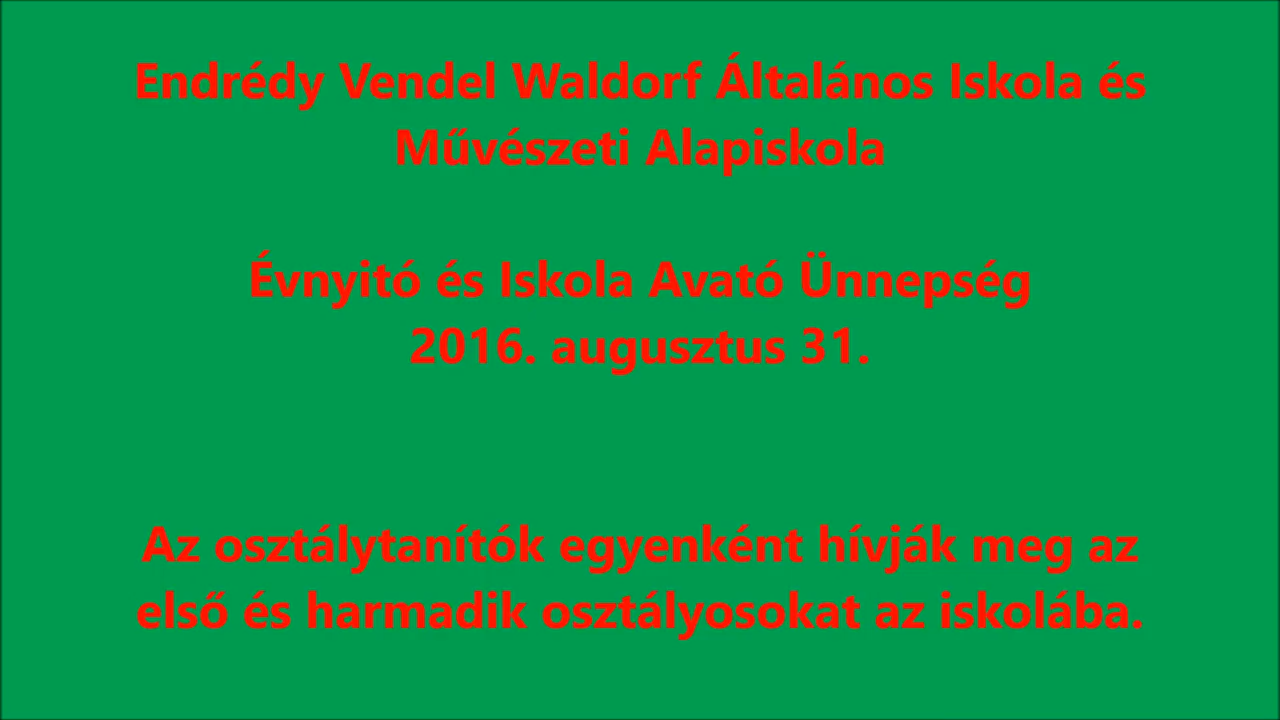 Endrédy Vendel Waldorf Általános Iskola és
Művészeti Alapiskola
Évnyitó és Iskola Avató Ünnepség
2016. augusztus 31.
Az osztálytanítók egyenként hívják meg az
első és harmadik osztályosokat az iskolába.